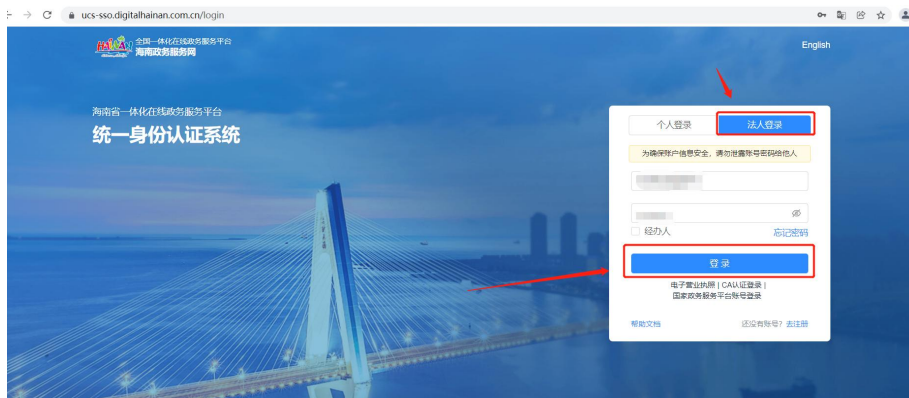 ucs-sso.digitalhainan.com.cn/login
全国一体化在线政务服务平台
海南政务服务网
English
海南省一体化在线政务服务平台
统一身份认证系统
个人登录 法人登录
为确保账户信息安全，请勿泄露账号密码给他人
经办人 忘记密码
登 录
电子营业执照 | CA认证登录 |
国家政务服务平台账号登录
帮助文档 还没有账号？去注册